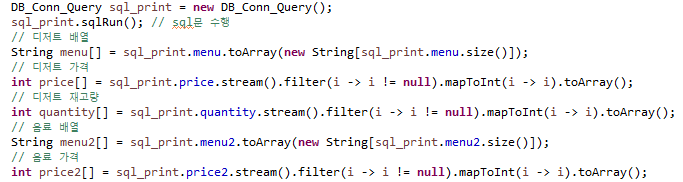 DB_Conn_Query sql_print = new DB_Conn_Query();
sql_print.sqlRun(); // sql문 수행
// 디저트 배열
String menu[] = sql_print.menu.toArray(new String[sql_print.menu.size()]);
// 디저트 가격
int price[] = sql_print.price.stream().filter(i -> i != null).mapToInt(i -> i).toArray();
// 디저트 재고량
int quantity[] = sql_print.quantity.stream().filter(i -> i != null).mapToInt(i -> i).toArray();
// 음료 배열
String menu2[] = sql_print.menu2.toArray(new String[sql_print.menu2.size()]);
// 음료 가격
int price2[] = sql_print.price2.stream().filter(i -> i != null).mapToInt(i -> i).toArray();